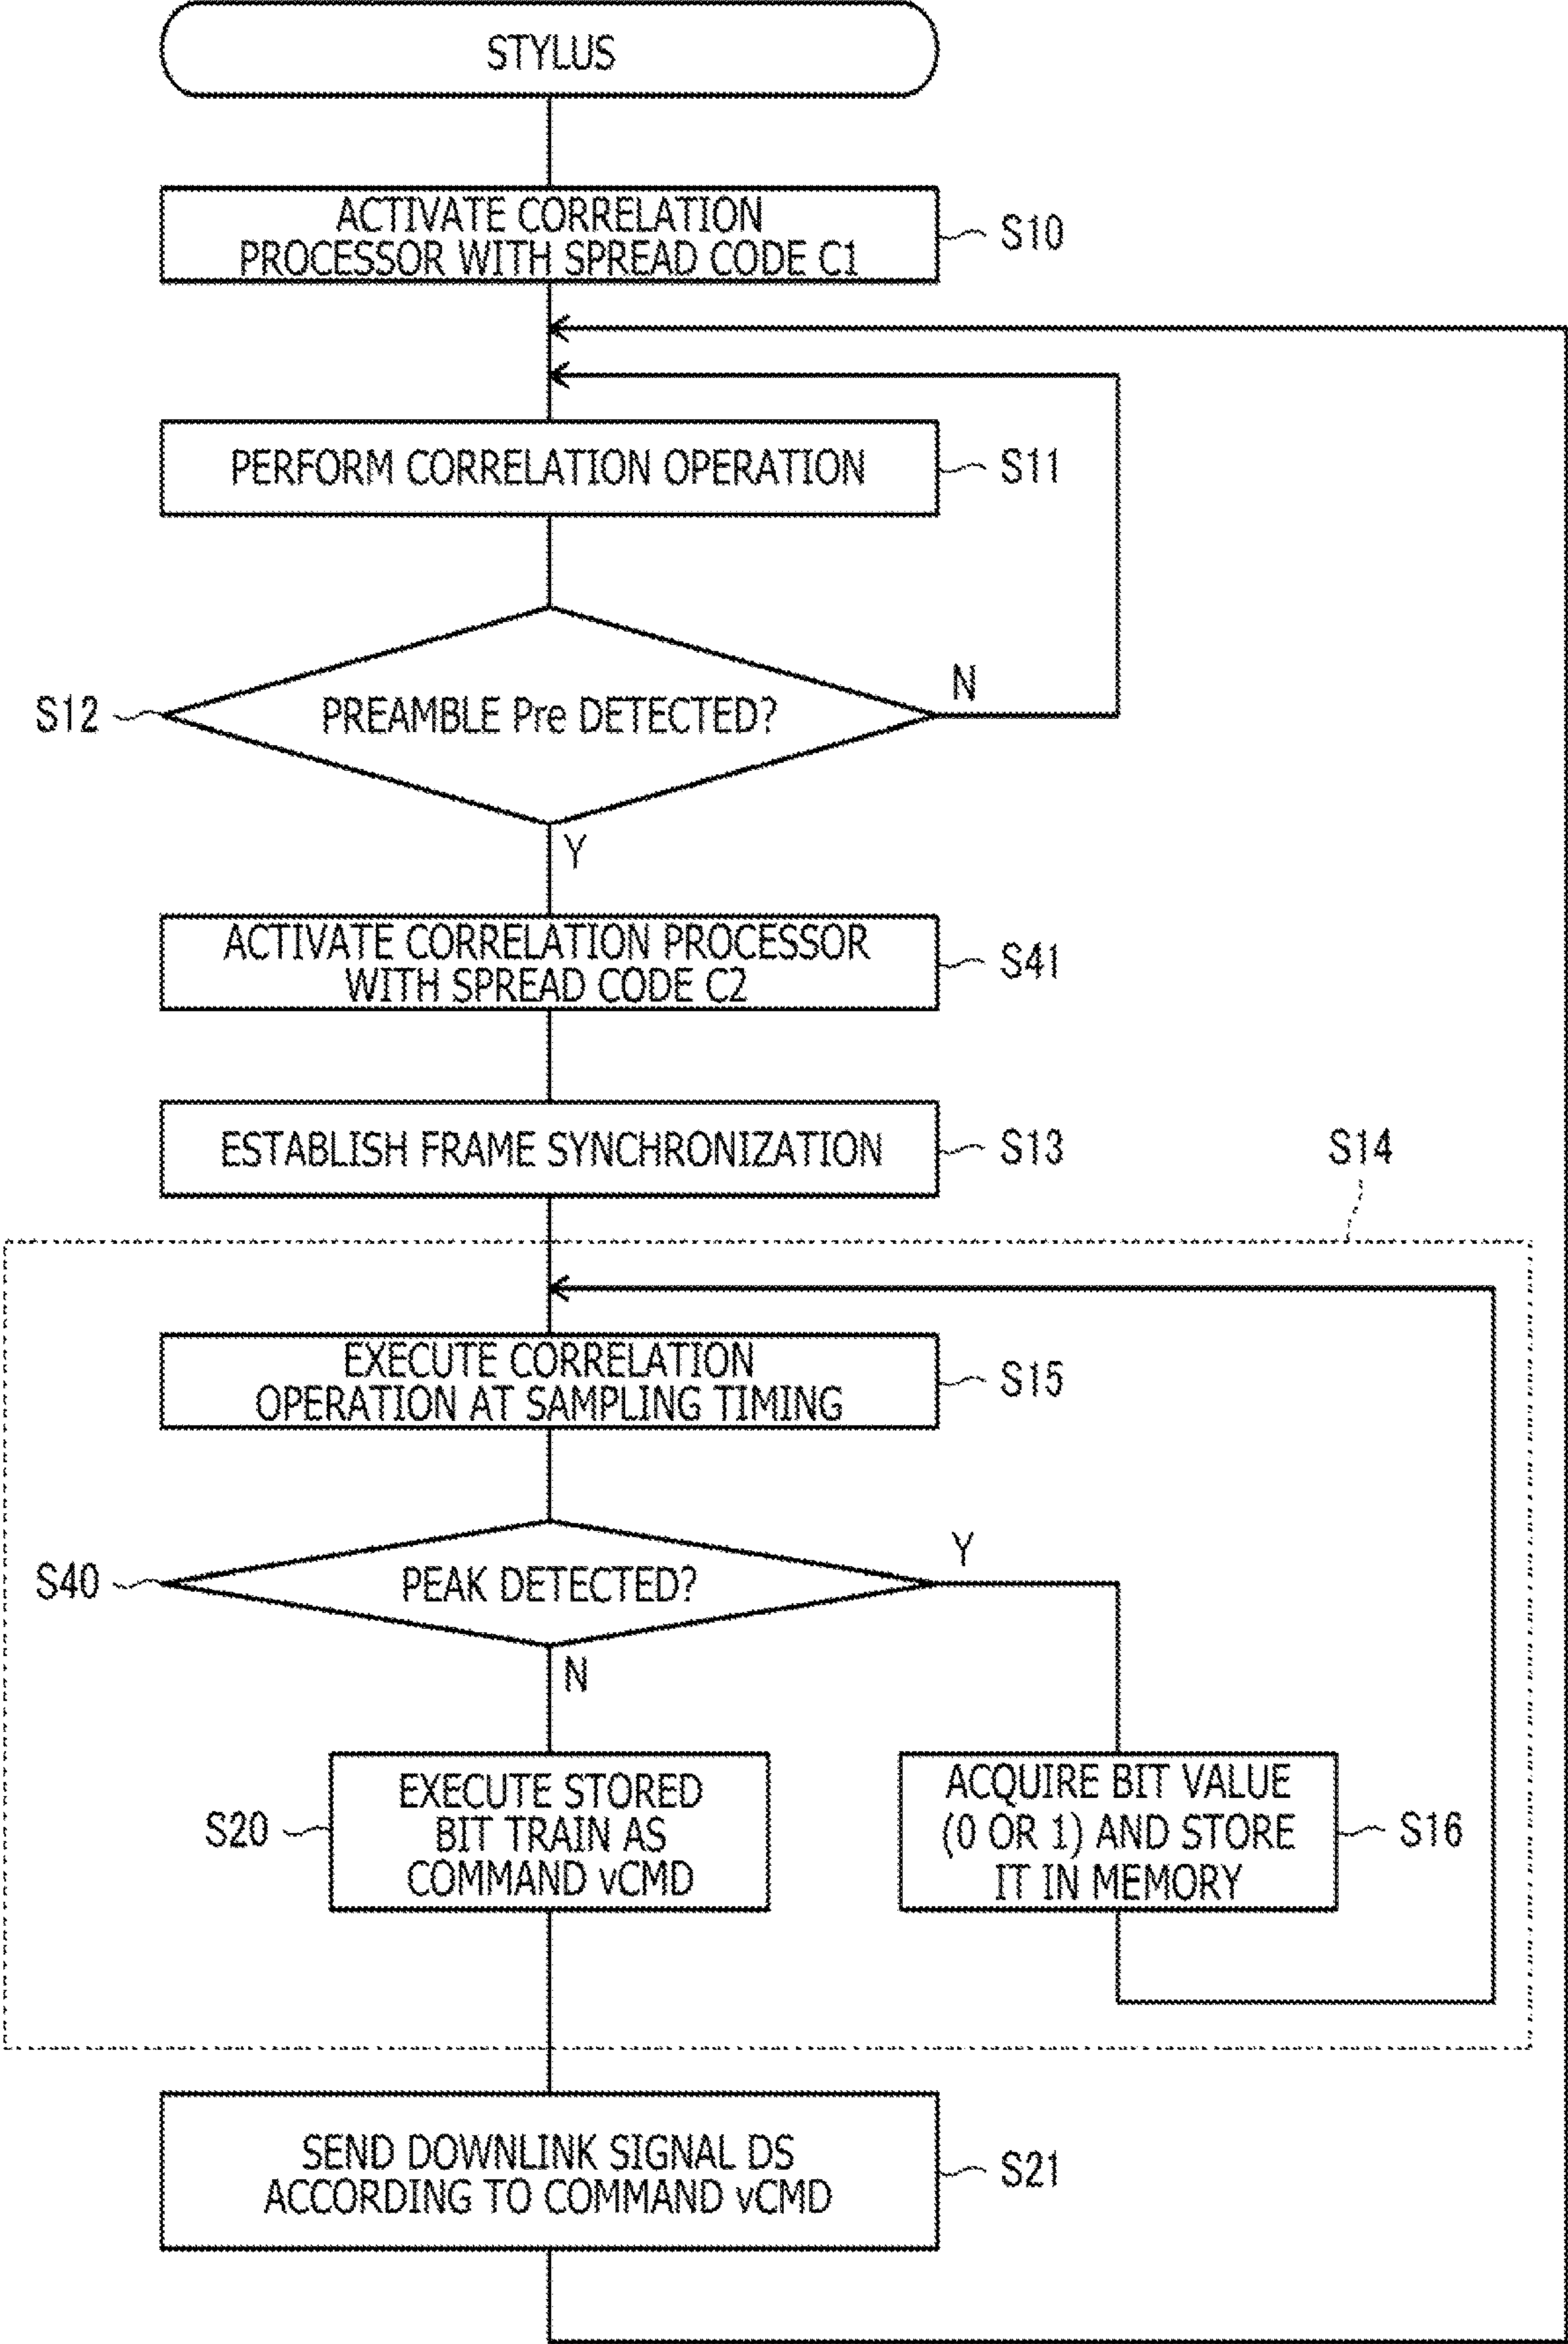 STYLUS
ACTIVATE CORRELATION
PROCESSOR WITH SPREAD CODE C1
S10
PERFORM CORRELATION OPERATION
S11
S12
PREAMBLE Pre DETECTED?
N
Y
ACTIVATE CORRELATION PROCESSOR
WITH SPREAD CODE C2
S41
ESTABLISH FRAME SYNCHRONIZATION
S13
S14
EXECUTE CORRELATION
OPERATION AT SAMPLING TIMING
S15
S40
PEAK DETECTED?
Y
N
S20
EXECUTE STORED
BIT TRAIN AS
COMMAND vCMD
ACQUIRE BIT VALUE
(0 OR 1) AND STORE
IT IN MEMORY
S16
SEND DOWNLINK SIGNAL DS
ACCORDING TO COMMAND vCMD
S21